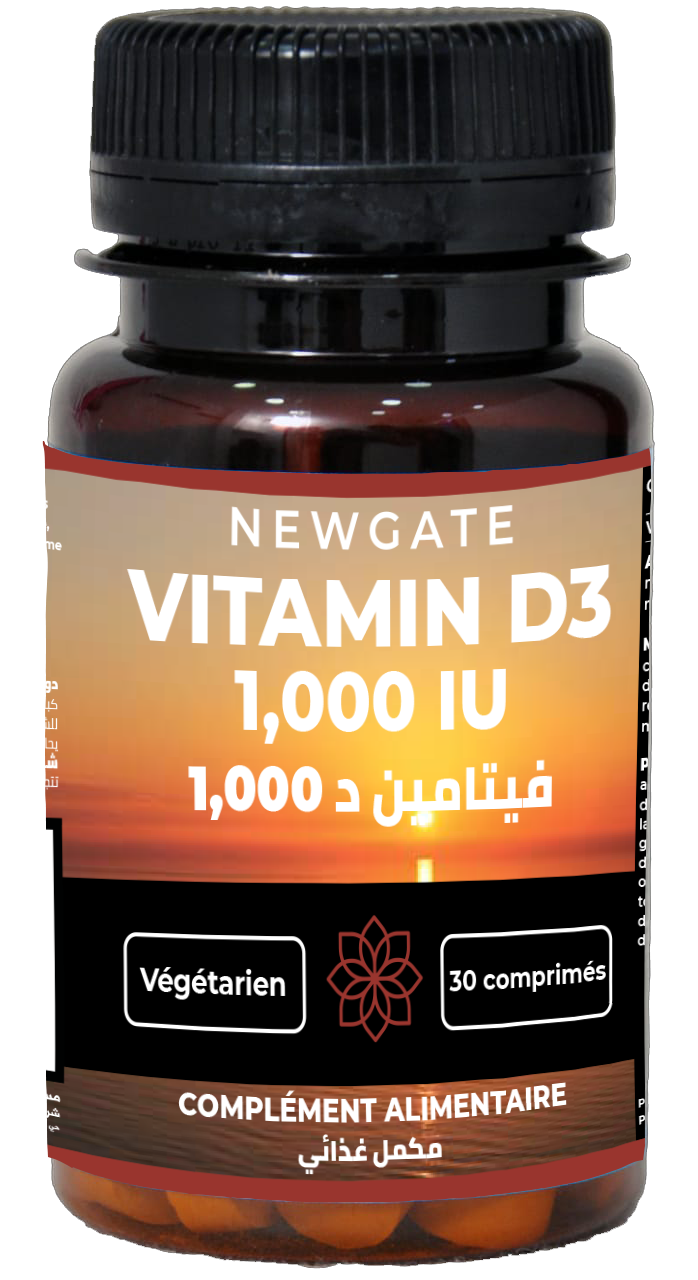 NEWGATE
VITAMIN D3
1,000 IU
فيتامين د 1,000
Végétarien
30 comprimés
COMPLÉMENT ALIMENTAIRE
مكمل غذائي